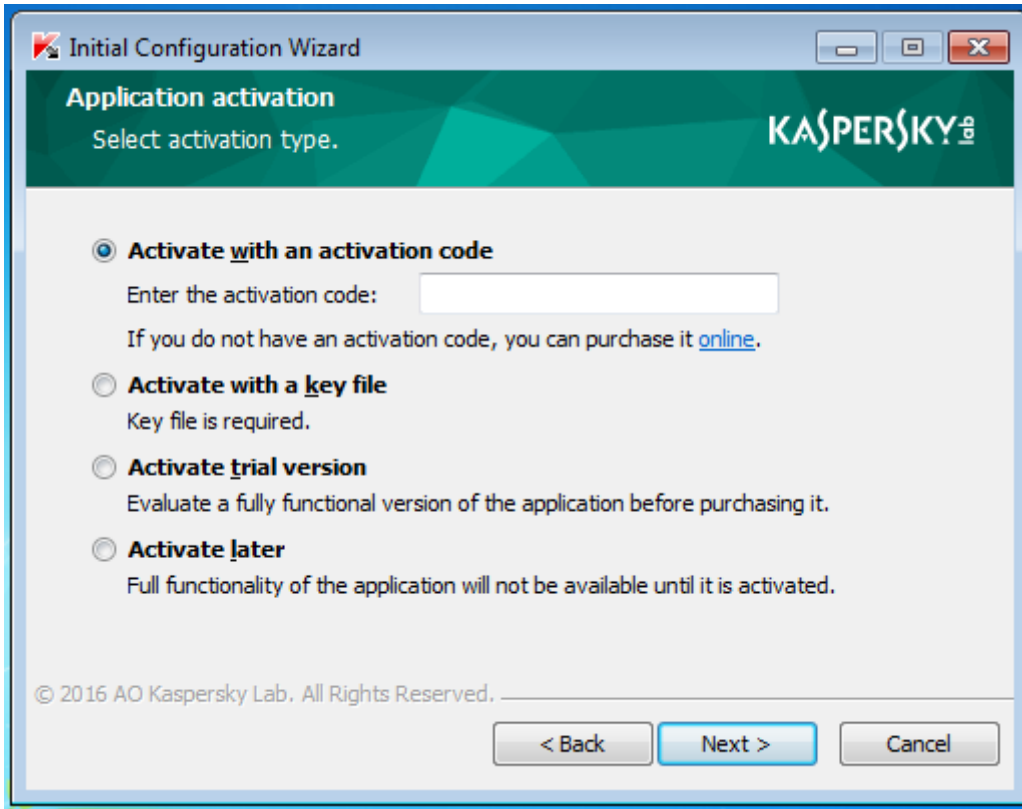 Initial Configuration Wizard
Application activation
Select activation type.
KASPERSKY lab
Activate with an activation code
Enter the activation code:
If you do not have an activation code, you can purchase it online.
Activate with a key file
Key file is required.
Activate trial version
Evaluate a fully functional version of the application before purchasing it.
Activate later
Full functionality of the application will not be available until it is activated.
© 2016 AO Kaspersky Lab. All Rights Reserved.
< Back
Next >
Cancel